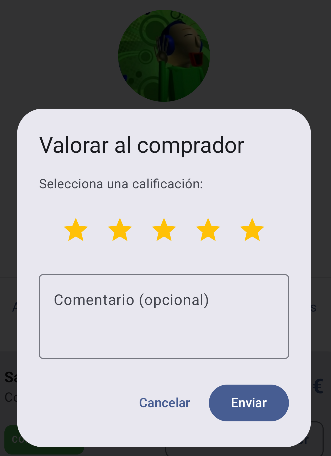 Valorar al comprador
Selecciona una calificación:
Comentario (opcional)
Cancelar
Enviar
€